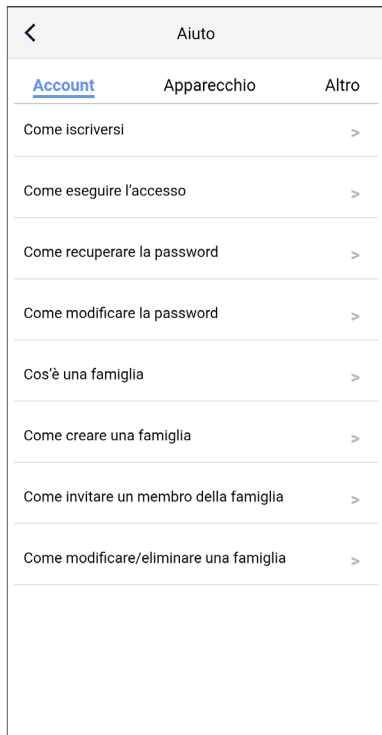 Aiuto
Account Apparecchio Altro
Come iscriversi >
Come eseguire l’accesso >
Come recuperare la password >
Come modificare la password >
Cos’è una famiglia >
Come creare una famiglia >
Come invitare un membro della famiglia >
Come modificare/eliminare una famiglia >